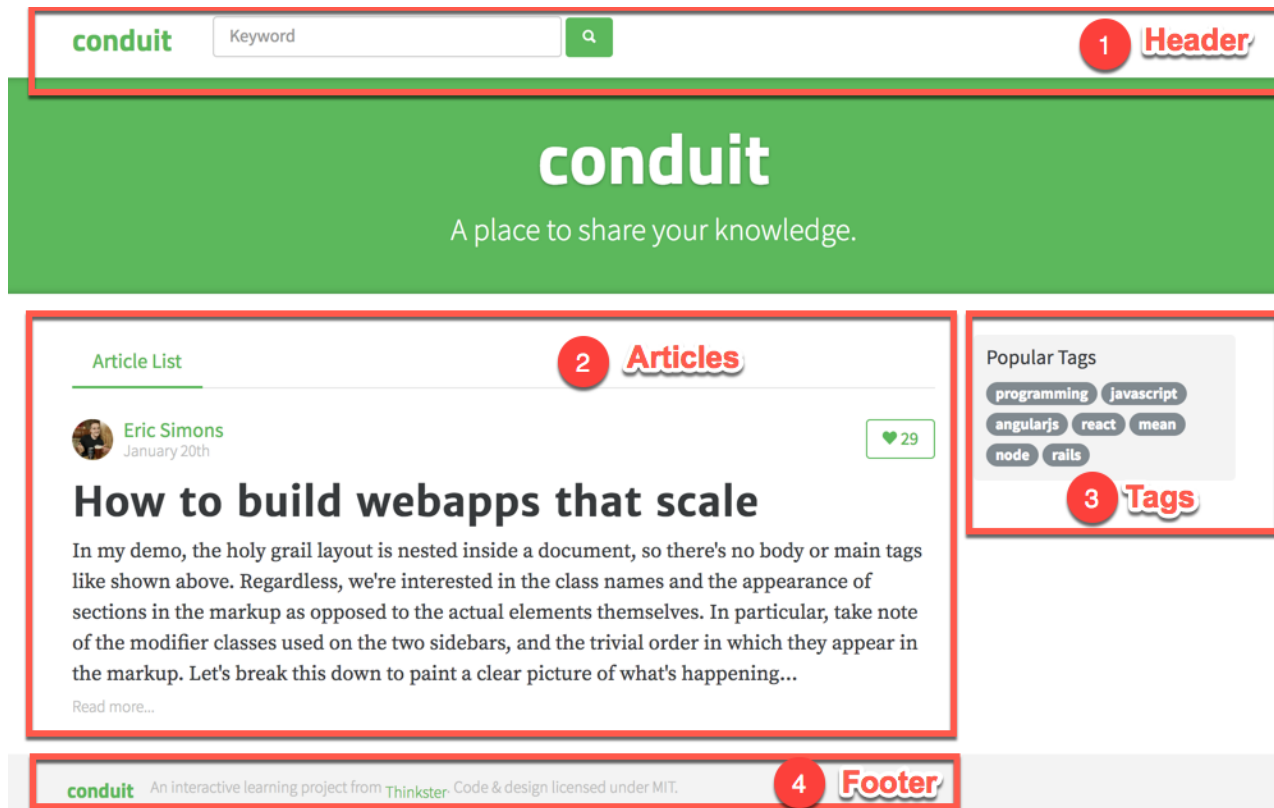 conduit Keyword 1 Header
conduit
A place to share your knowledge.
Article List 2 Articles
Eric Simons
January 20th
29
How to build webapps that scale
In my demo, the holy grail layout is nested inside a document, so there's no body or main tags
like shown above. Regardless, we're interested in the class names and the appearance of
sections in the markup as opposed to the actual elements themselves. In particular, take note
of the modifier classes used on the two sidebars, and the trivial order in which they appear in
the markup. Let's break this down to paint a clear picture of what's happening...
Read more...
Popular Tags
programming javascript
angularjs react mean
node rails
3 Tags
conduit An interactive learning project from Thinkster. Code & design licensed under MIT. 4 Footer